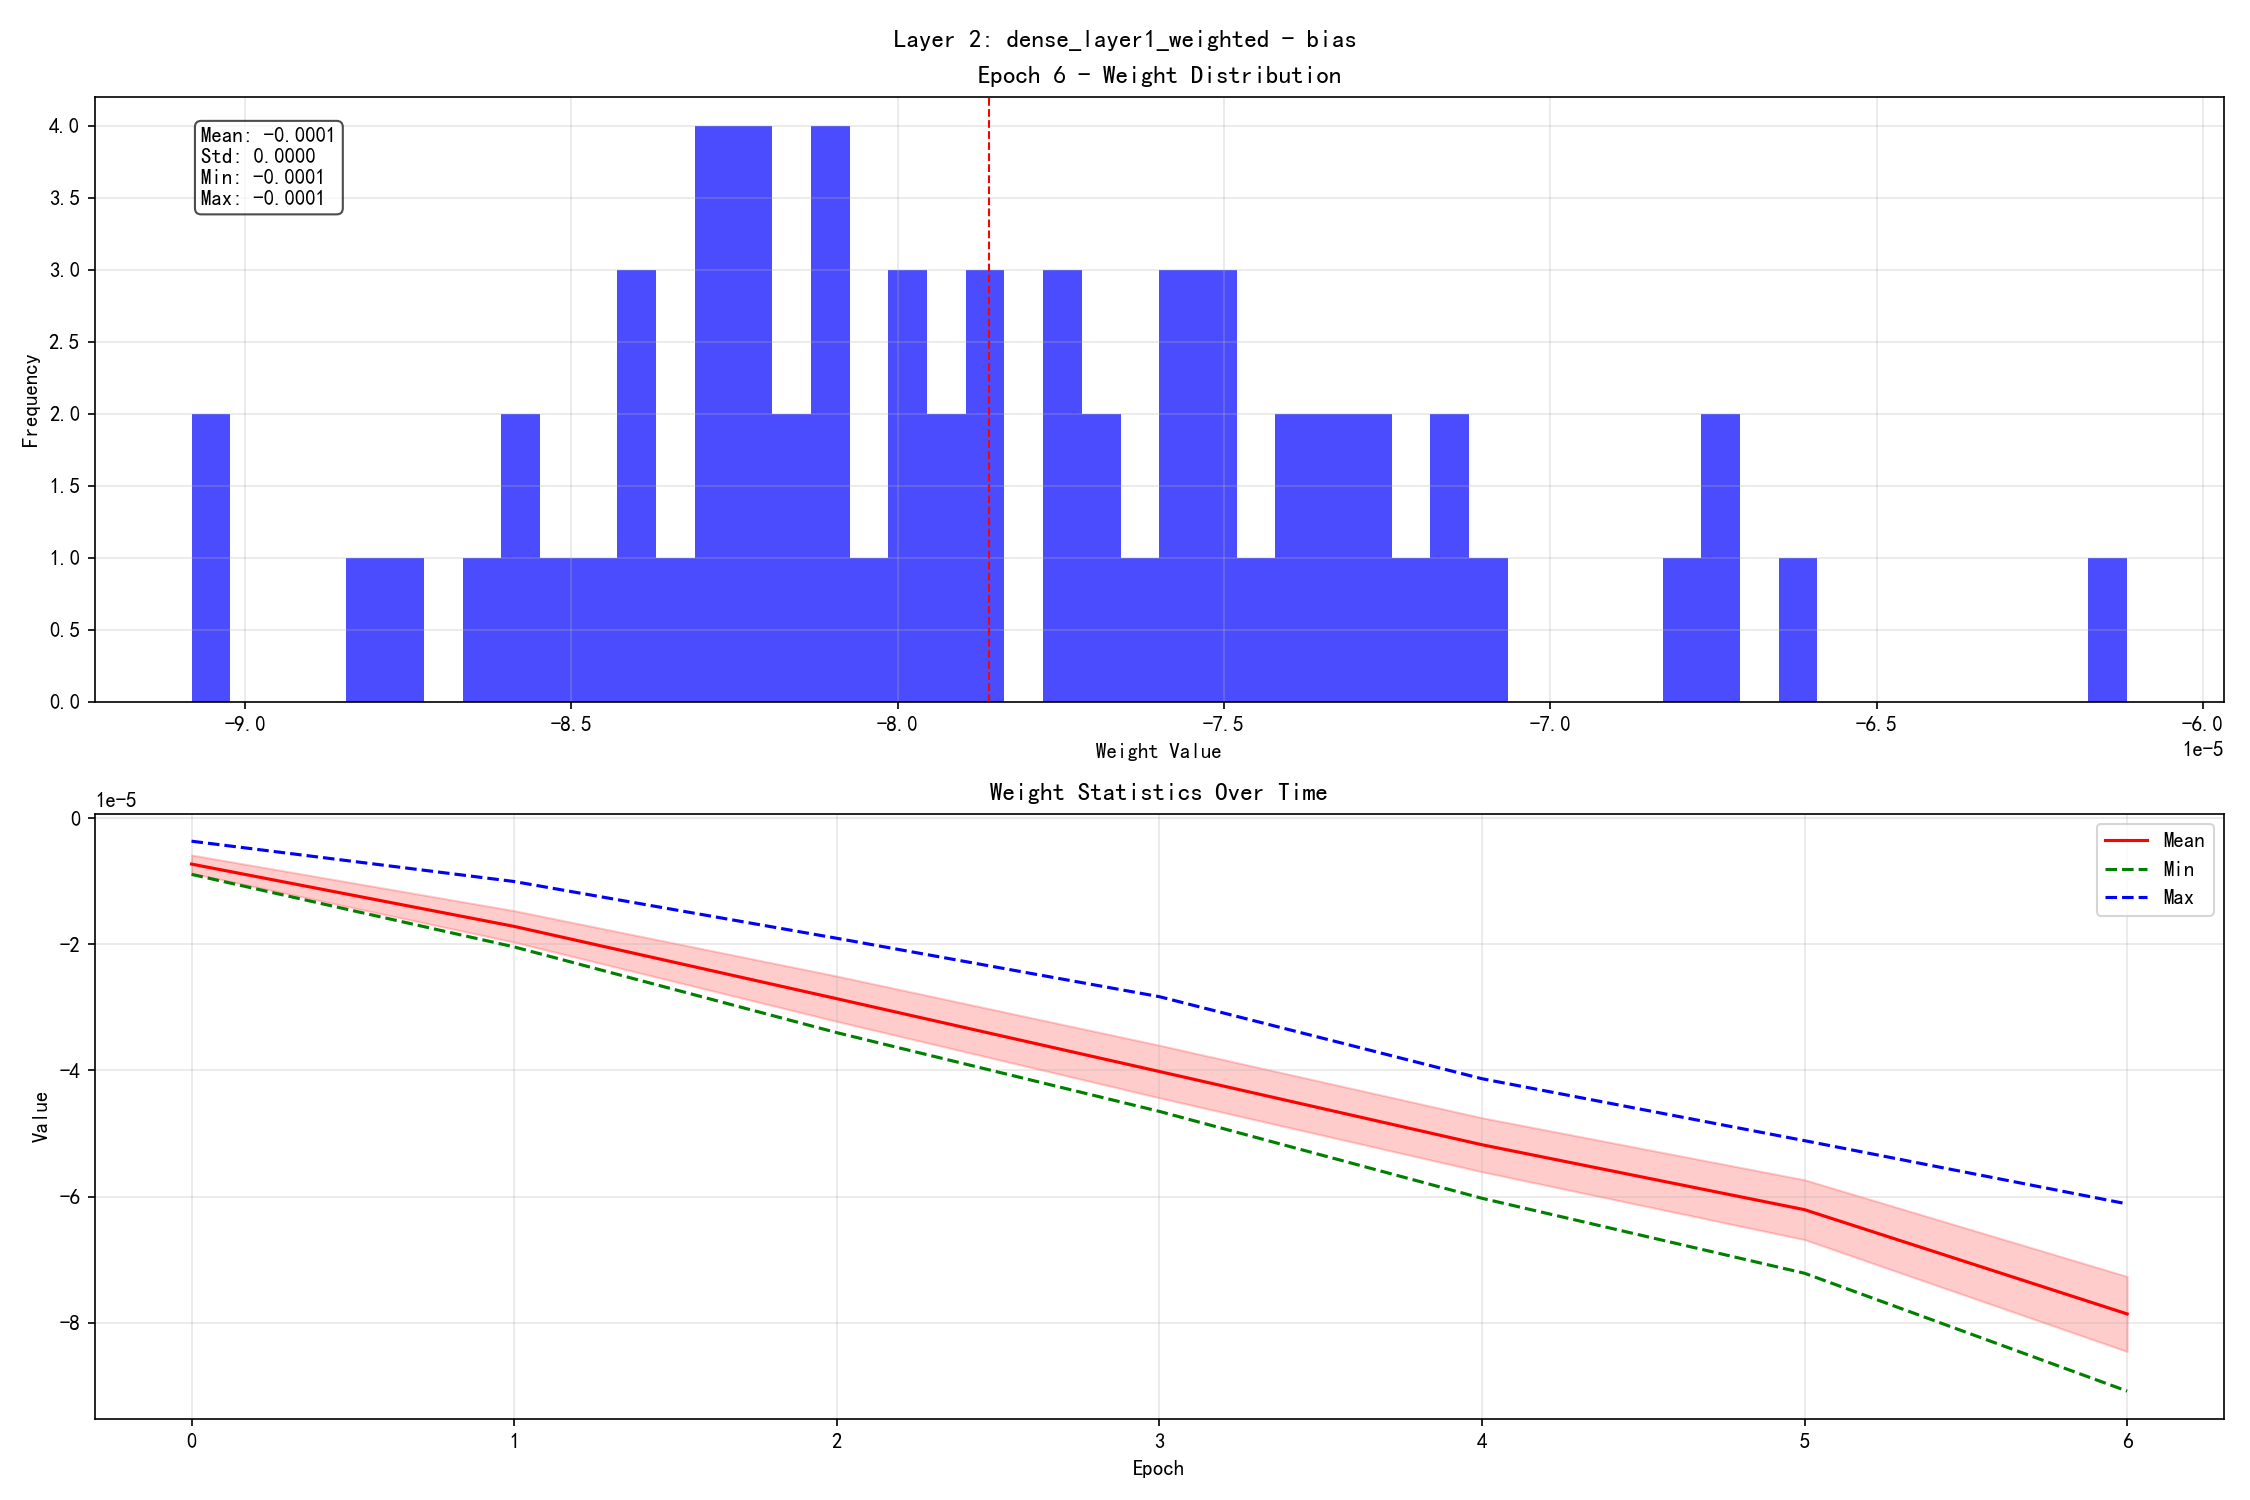 Layer 2: dense_layer1_weighted - bias
Epoch 6 - Weight Distribution
Mean: -0.0001
Std: 0.0000
Min: -0.0001
Max: -0.0001
4.0
3.5
3.0
2.5
2.0
1.5
1.0
0.5
0.0
Frequency
-9.0 -8.5 -8.0 -7.5 -7.0 -6.5 -6.0
1e-5
Weight Value
Weight Statistics Over Time
1e-5
Mean
Min
Max
0
-2
-4
-6
-8
Value
0 1 2 3 4 5 6
Epoch